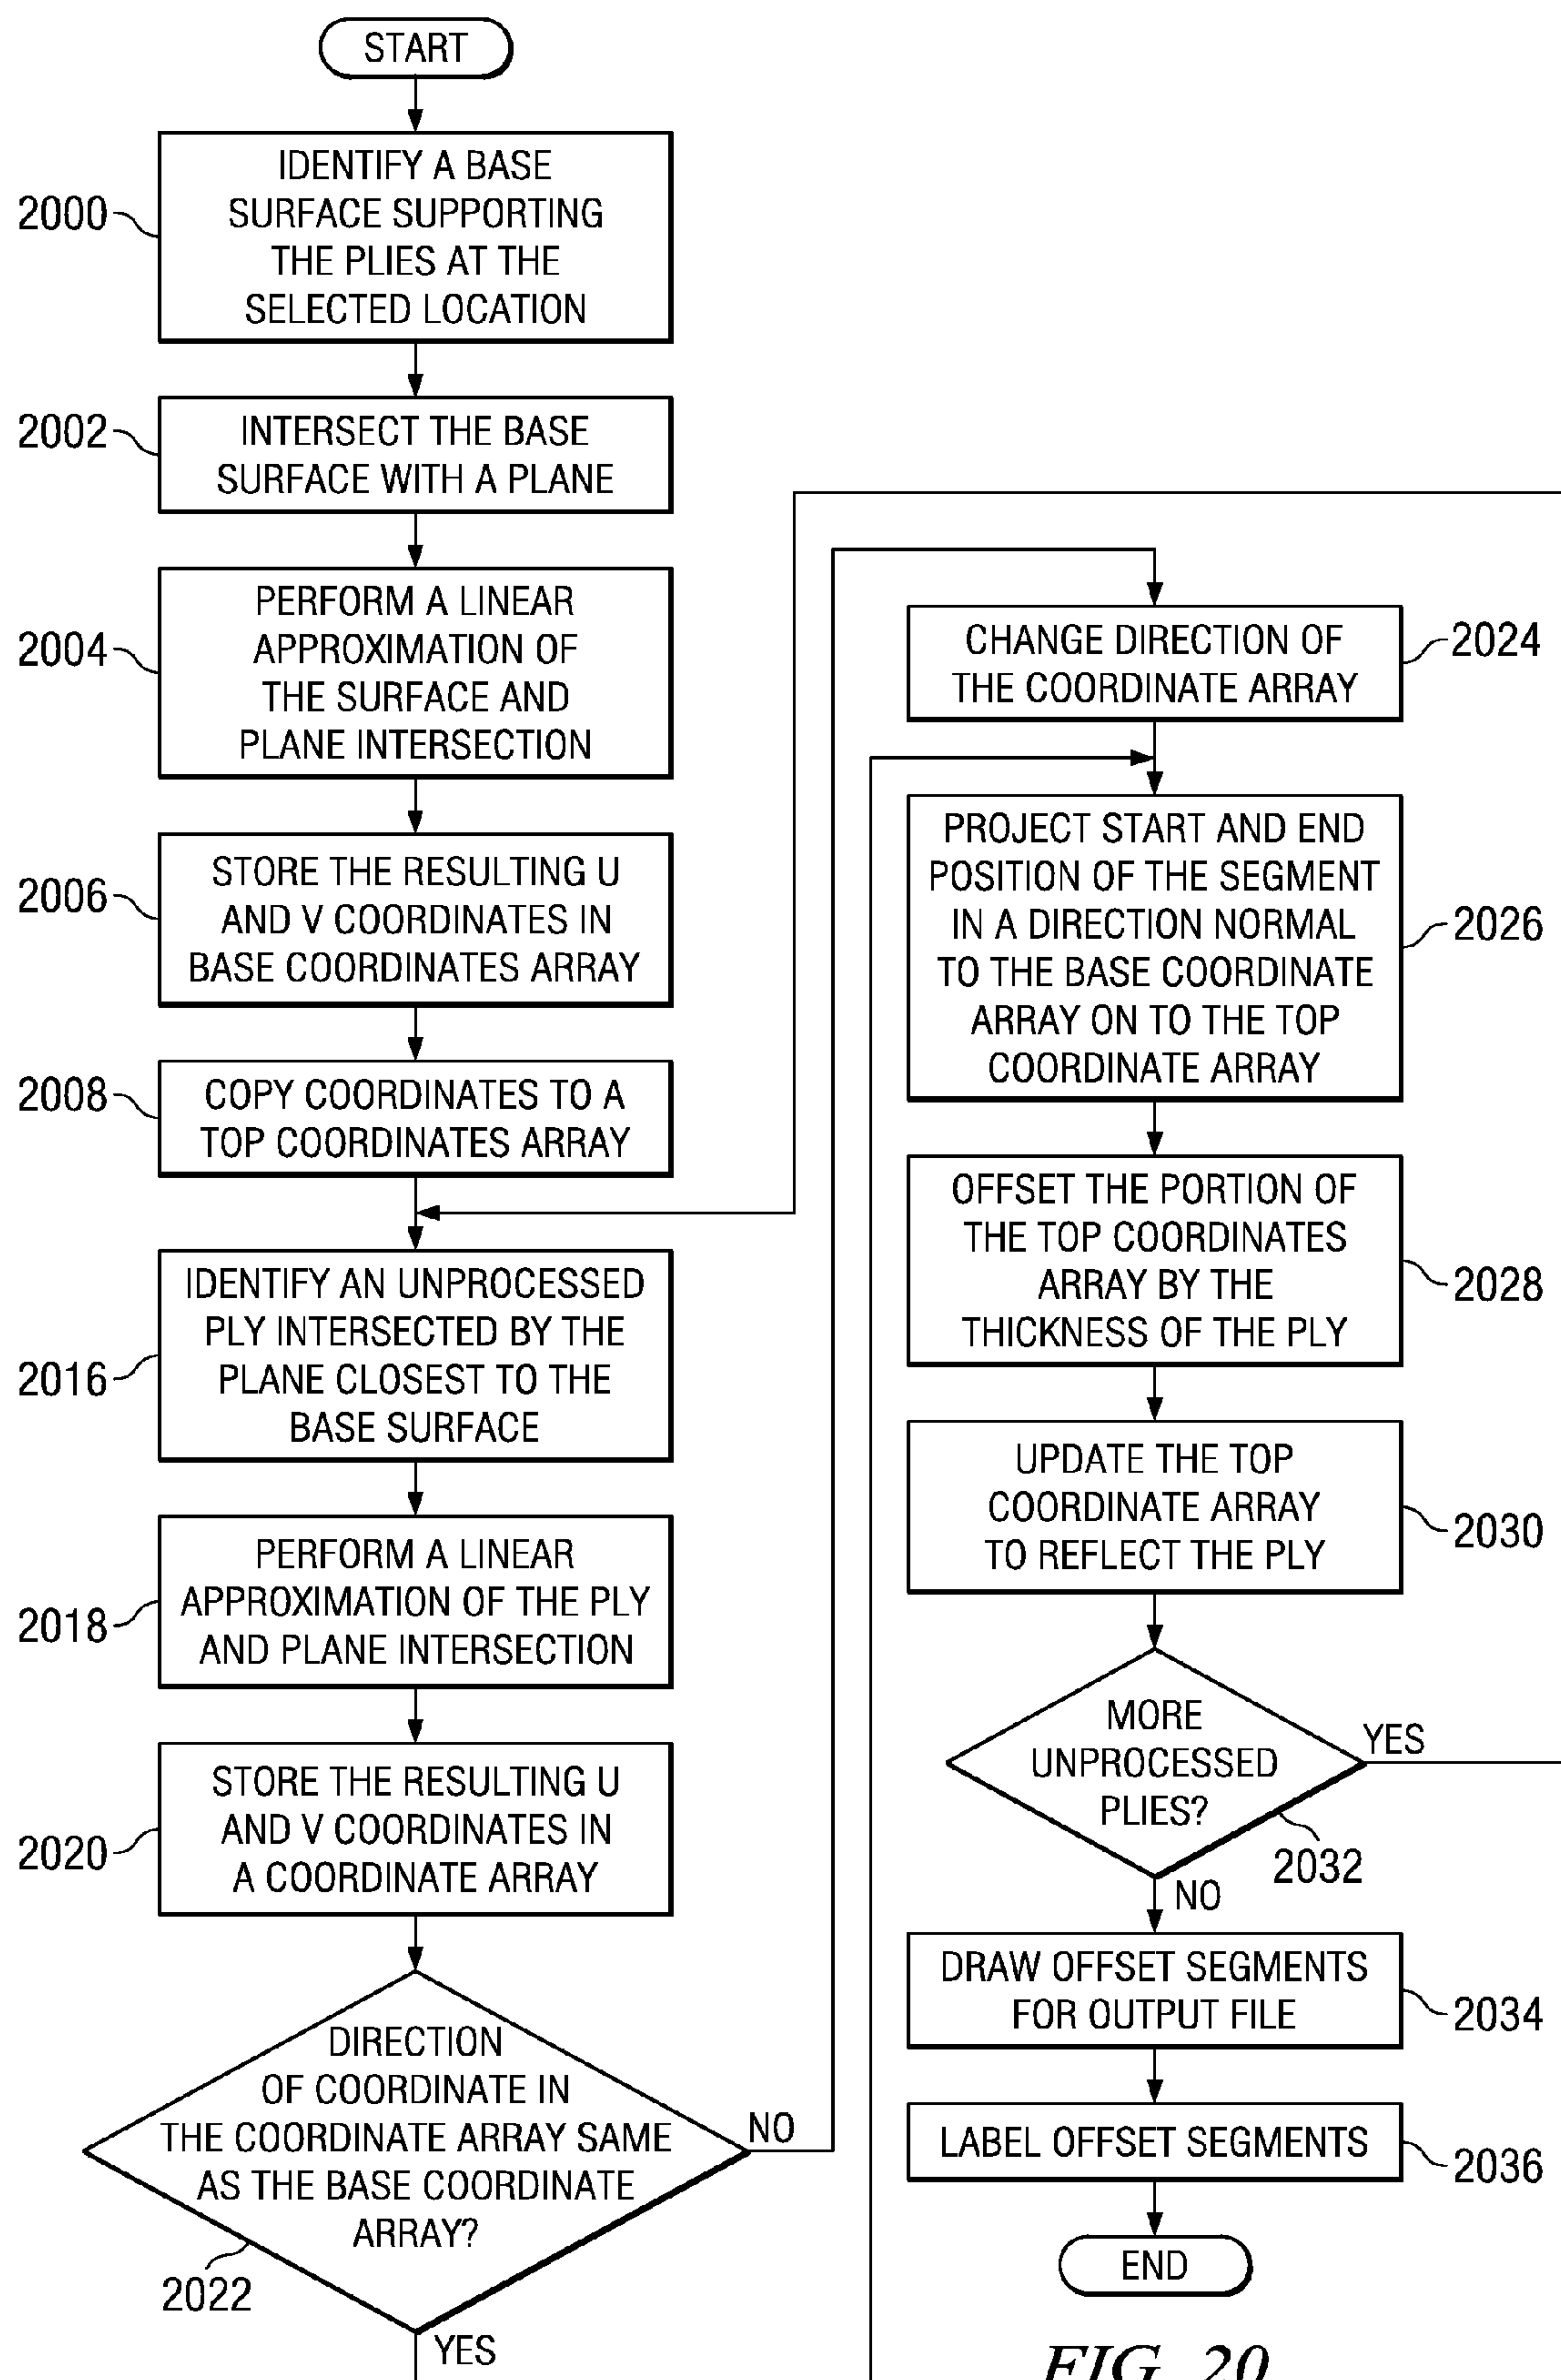 START
2000
IDENTIFY A BASE
SURFACE SUPPORTING
THE PLIES AT THE
SELECTED LOCATION
2002
INTERSECT THE BASE
SURFACE WITH A PLANE
2004
PERFORM A LINEAR
APPROXIMATION OF
THE SURFACE AND
PLANE INTERSECTION
2006
STORE THE RESULTING U
AND V COORDINATES IN
BASE COORDINATES ARRAY
2008
COPY COORDINATES TO A
TOP COORDINATES ARRAY
2016
IDENTIFY AN UNPROCESSED
PLY INTERSECTED BY THE
PLANE CLOSEST TO THE
BASE SURFACE
2018
PERFORM A LINEAR
APPROXIMATION OF THE PLY
AND PLANE INTERSECTION
2020
STORE THE RESULTING U
AND V COORDINATES IN
A COORDINATE ARRAY
DIRECTION
OF COORDINATE IN
THE COORDINATE ARRAY SAME
AS THE BASE COORDINATE
ARRAY?
2022
NO
YES
CHANGE DIRECTION OF
THE COORDINATE ARRAY
2024
PROJECT START AND END
POSITION OF THE SEGMENT
IN A DIRECTION NORMAL
TO THE BASE COORDINATE
ARRAY ON TO THE TOP
COORDINATE ARRAY
2026
OFFSET THE PORTION OF
THE TOP COORDINATES
ARRAY BY THE
THICKNESS OF THE PLY
2028
UPDATE THE TOP
COORDINATE ARRAY
TO REFLECT THE PLY
2030
MORE
UNPROCESSED
PLIES?
YES
2032
NO
DRAW OFFSET SEGMENTS
FOR OUTPUT FILE
2034
LABEL OFFSET SEGMENTS
2036
END
FIG. 20